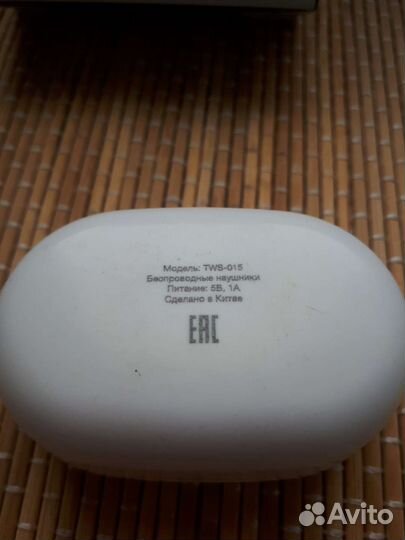 Модель: TWS-015
Беспроводные наушники
Питание: 5В, 1А
Сделано в Китае
EAC
Avito